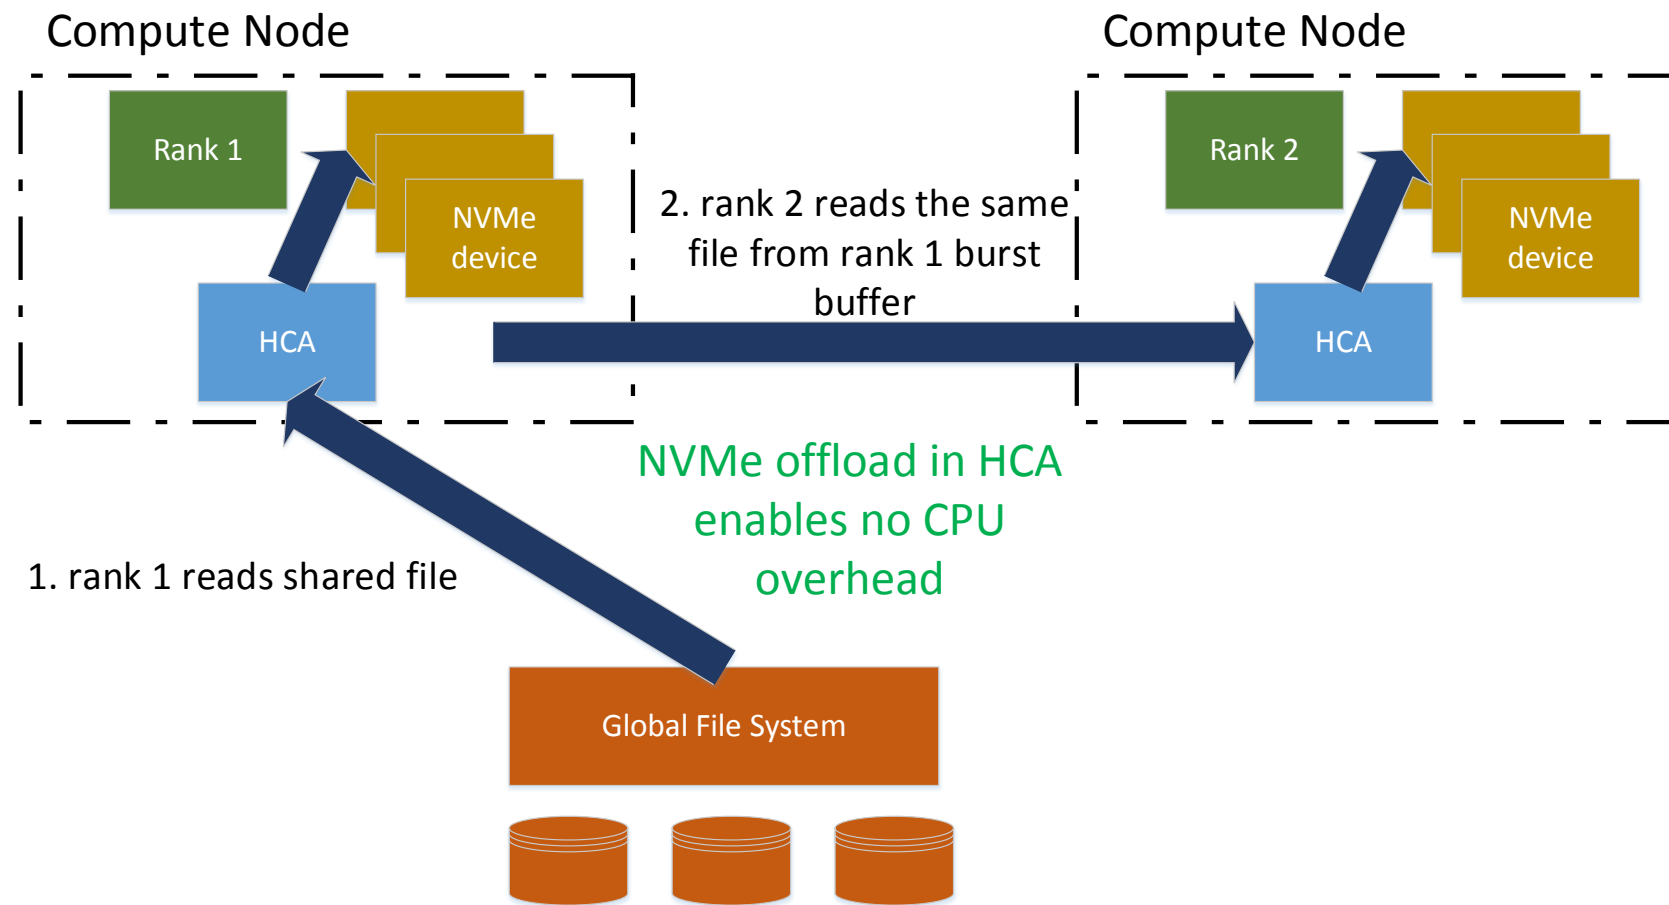 Compute Node
Compute Node
Rank 1
NVMe
device
HCA
2. rank 2 reads the same
file from rank 1 burst
buffer
Rank 2
NVMe
device
HCA
NVMe offload in HCA
enables no CPU
overhead
1. rank 1 reads shared file
Global File System